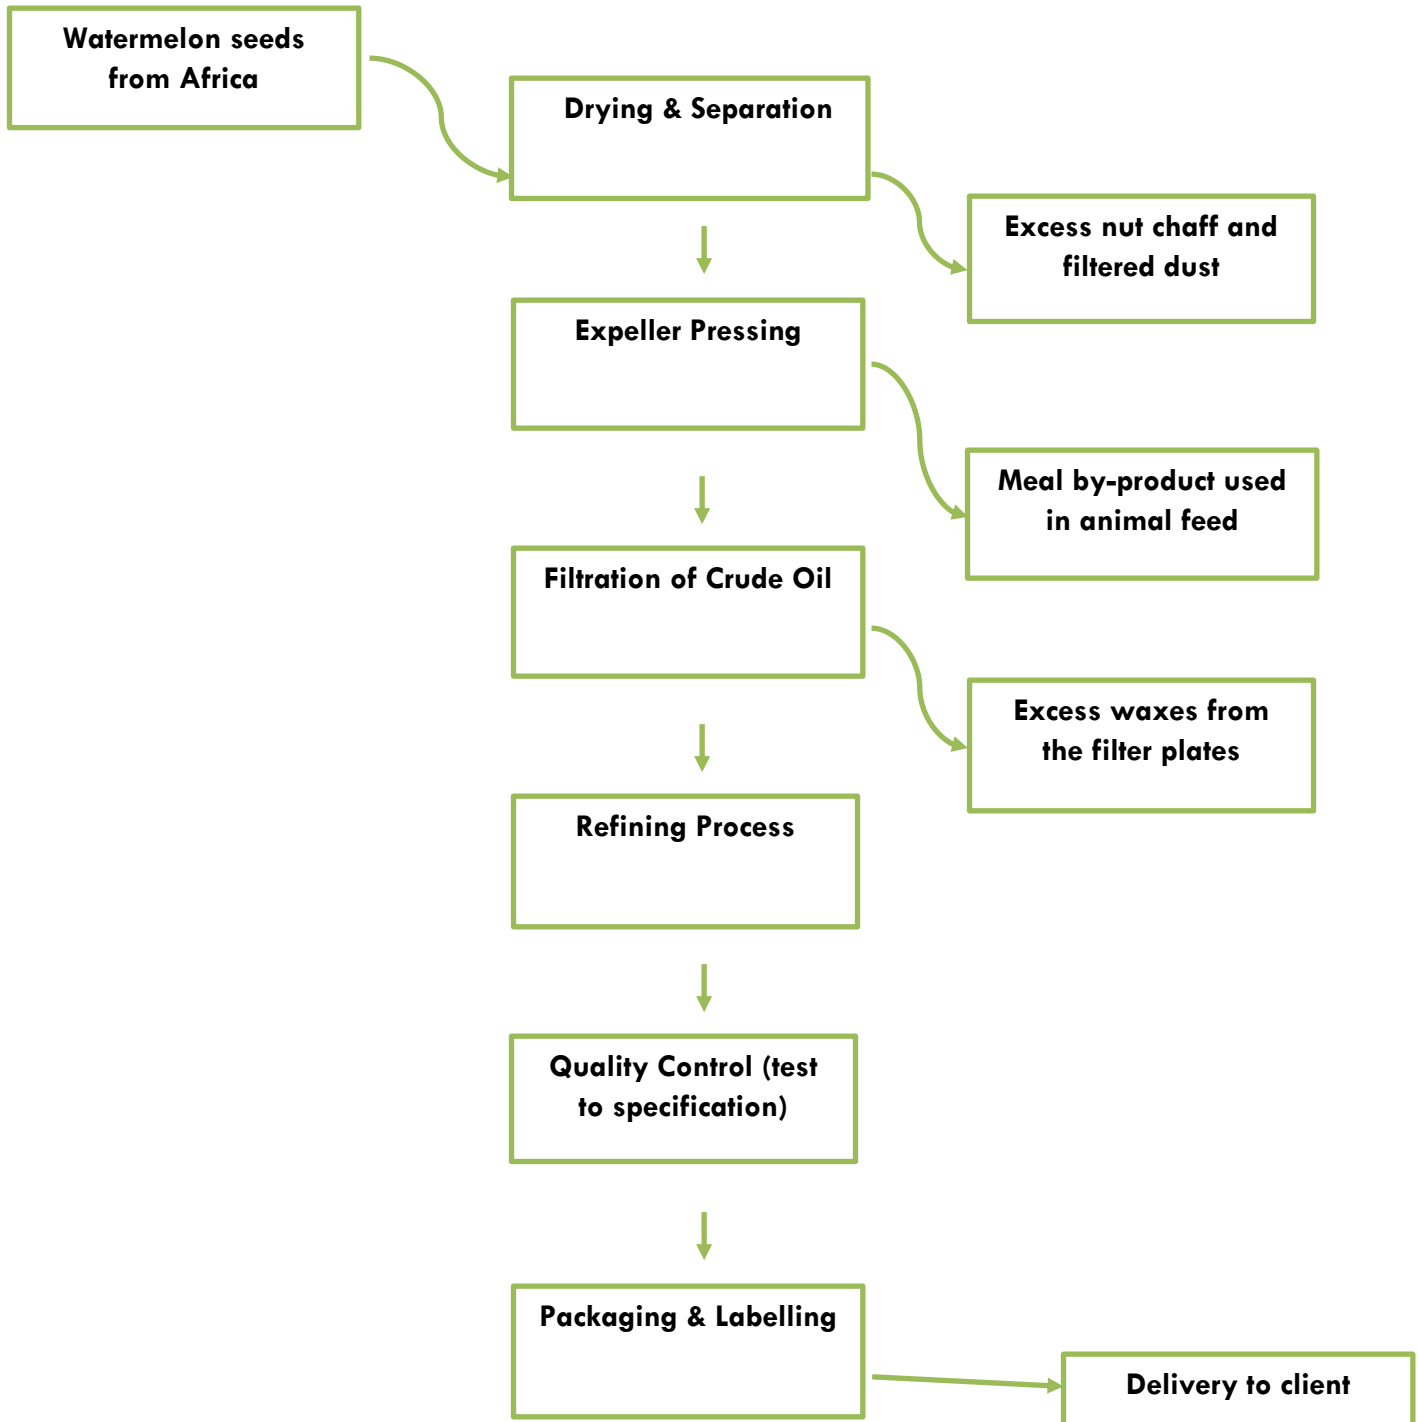 Watermelon seeds
from Africa
Drying & Separation
Excess nut chaff and
filtered dust
Expeller Pressing
Meal by-product used
in animal feed
Filtration of Crude Oil
Excess waxes from
the filter plates
Refining Process
Quality Control (test
to specification)
Packaging & Labelling
Delivery to client